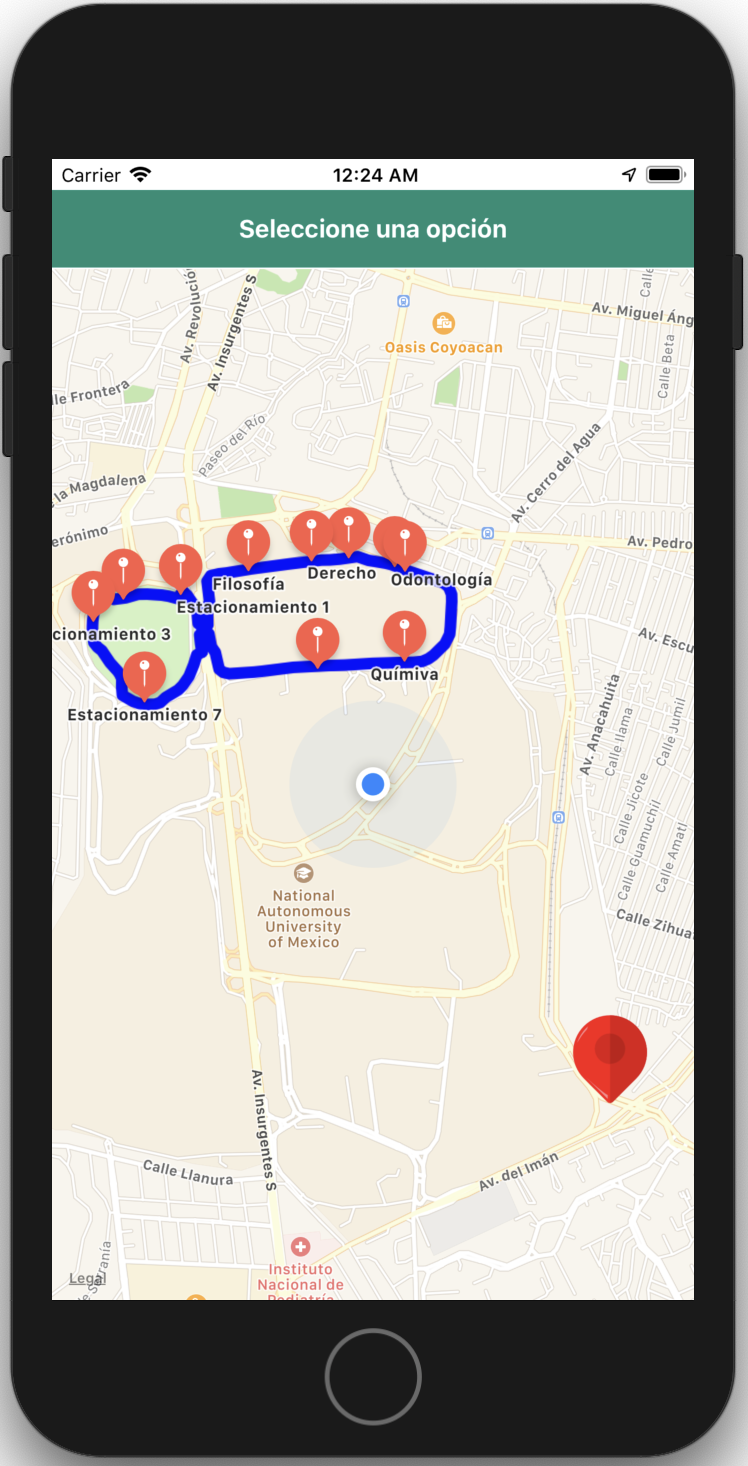 Carrier
12:24 AM
Seleccione una opción
Av. Revolució
Av. Insurgentes S
Calle
Av. Miguel Áng
Oasis Coyoacan
Calle Beta
lle Frontera
Paseo del Río
Av. Cerro del Agua
la Magdalena
erónimo
Av. Pedro
Filosofía
Derecho
Odontología
Estacionamiento 1
cionamiento 3
Av. Escu
Químiva
Estacionamiento 7
Av. Anacahuita
Calle Ilama
Calle Jumil
Calle Jicote
Calle Guamuchil
Calle Amatl
National
Autonomous
University
of Mexico
Calle Zihua
Av. Insurgentes S
Av. del Imán
Calle Llanura
Instituto
Nacional de
Pediatría
Legal